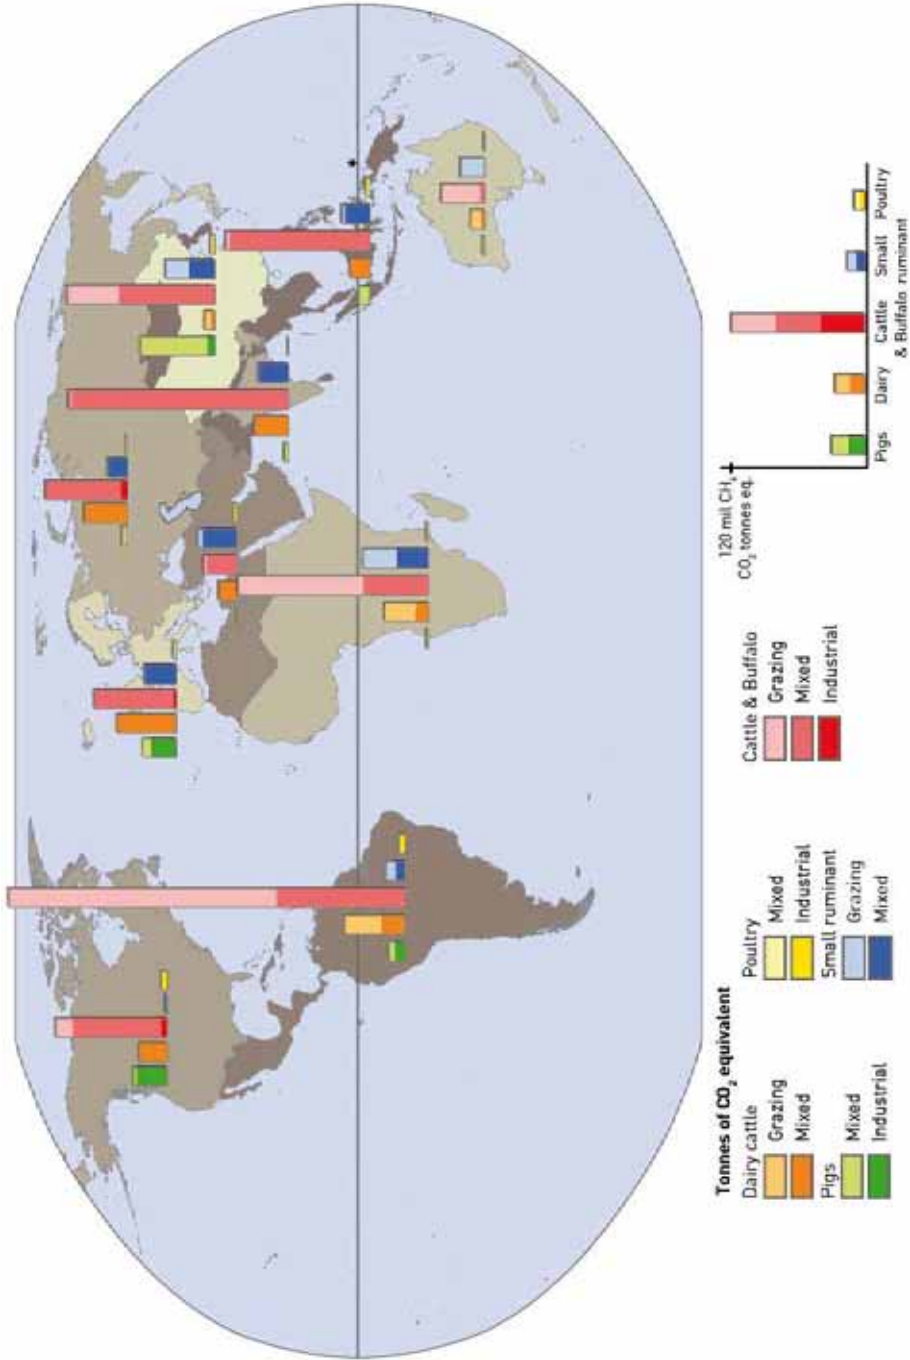 120 mil CH4
CO2 tonnes eq.
Pigs
Dairy
Cattle
& Buffalo
Small
ruminant
Poultry
Tonnes of CO2 equivalent
Dairy cattle
Grazing
Mixed
Pigs
Mixed
Industrial
Poultry
Mixed
Industrial
Small ruminant
Grazing
Mixed
Cattle & Buffalo
Grazing
Mixed
Industrial